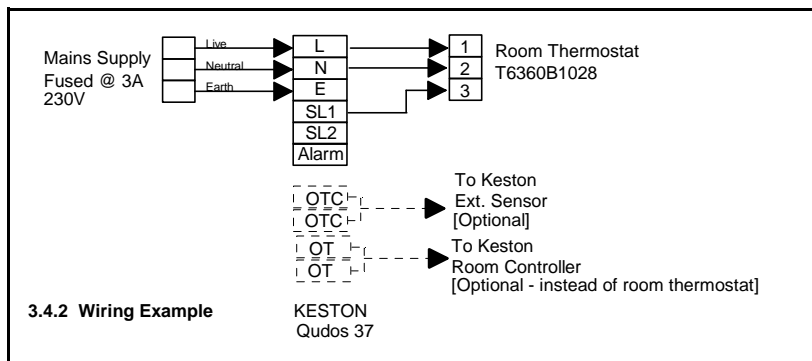 Mains Supply
Fused @ 3A
230V
Live
Neutral
Earth
L
N
E
SL1
SL2
Alarm
1
2
3
Room Thermostat
T6360B1028
OTC
OTC
To Keston
Ext. Sensor
[Optional]
OT
OT
To Keston
Room Controller
[Optional - instead of room thermostat]
3.4.2 Wiring Example
KESTON
Qudos 37